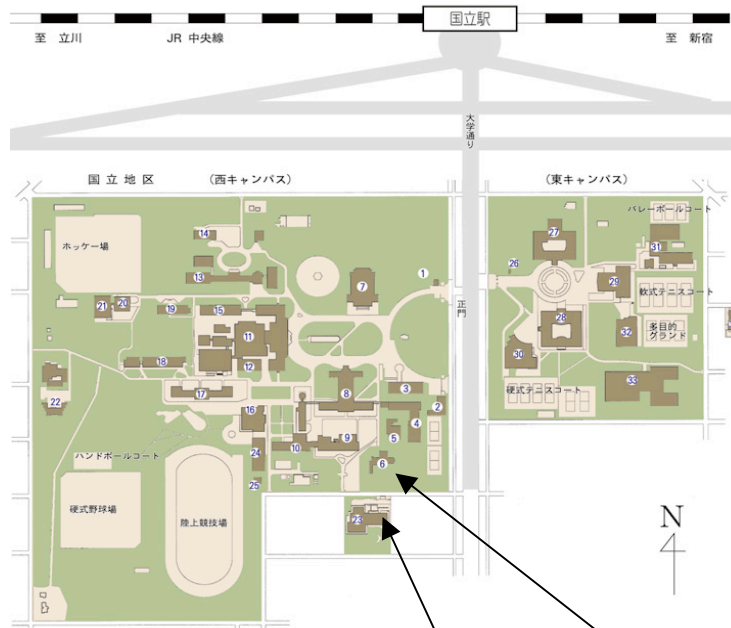 国立駅
至 立川
JR 中央線
至 新宿
大学通り
国立地区 (西キャンパス)
(東キャンパス)
ホッケー場
バレーボールコート
軟式テニスコート
多目的
グランド
硬式テニスコート
正門
ハンドボールコート
硬式野球場
陸上競技場
N
1
2
3
4
5
6
7
8
9
10
11
12
13
14
15
16
17
18
19
20
21
22
23
24
25
26
27
28
29
30
31
32
33